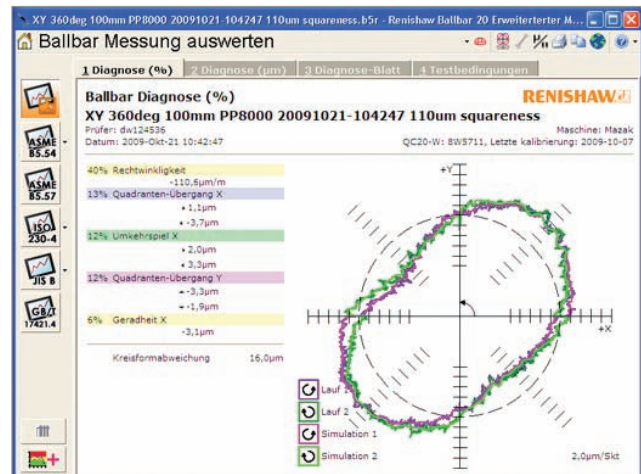 XY 360deg 100mm PP8000 20091021-104247 110um squareness.b5r - Renishaw Ballbar 20 Erweiterterter M...
Ballbar Messung auswerten
1 Diagnose (%) 2 Diagnose (µm) 3 Diagnose-Blatt 4 Testbedingungen
Ballbar Diagnose (%)
RENISHAW
XY 360deg 100mm PP8000 20091021-104247 110um squareness
Prüfer: dw124536
Maschine: Mazak
Datum: 2009-Okt-21 10:42:47
QC20-W: 8W5711, Letzte kalibrierung: 2009-10-07
ASME
B5.54
ASME
B5.57
ISO
230-4
JIS B
GB/T
17421.4
40% Rechtwinkligkeit
-110,6µm/m
13% Quadranten-Übergang X
1,1µm
-3,7µm
12% Umkehrspiel X
2,0µm
3,3µm
12% Quadranten-Übergang Y
-3,3µm
-1,9µm
6% Geradheit X
-3,1µm
Kreisformabweichung 16,0µm
+Y
+X
Lauf 1
Lauf 2
Simulation 1
Simulation 2
2,0µm/Skt